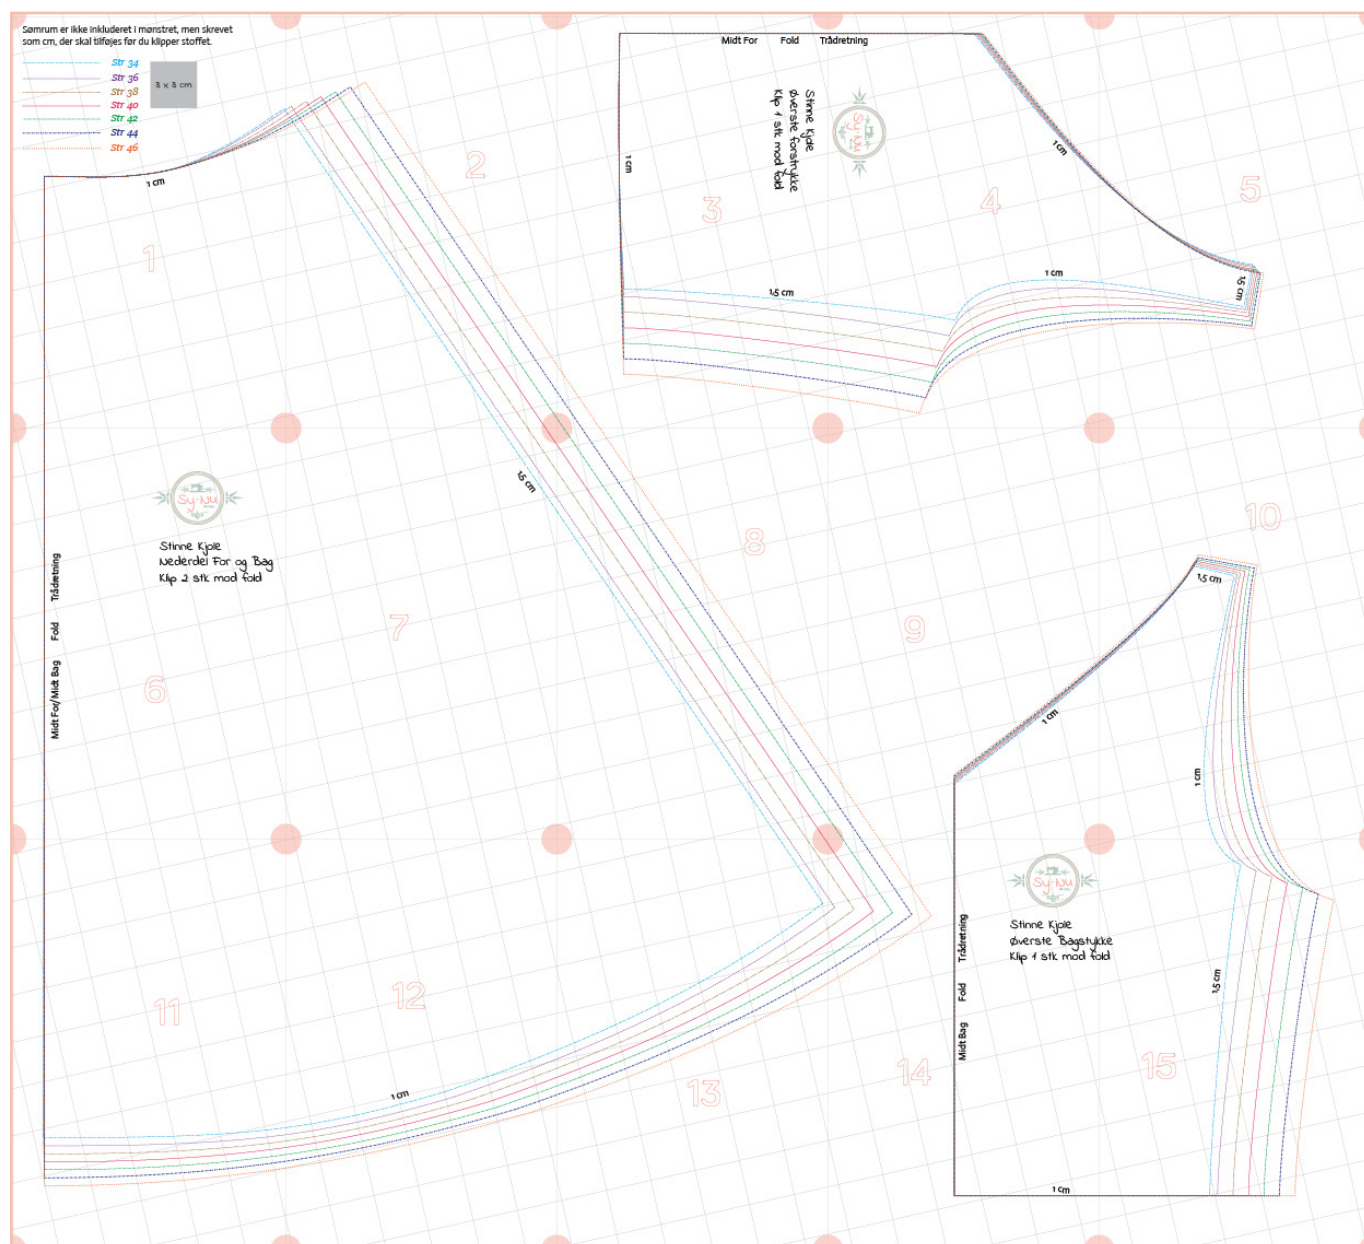 Sømrum er ikke inkluderet i mønstret, men skrevet
som cm, der skal tilføjes før du klipper stoffet.
Str 34
Str 36
Str 38
Str 40
Str 42
Str 44
Str 46
3 x 3 cm
1 cm
1
2
Midt For Fold Trådretning
Stinne Kjole
Øverste forstykke
Klip 1 stk mod fold
Sy-Nu
1 cm
1 cm
3
4
5
1,5 cm
1 cm
1,5 cm
1,5 cm
Sy-Nu
Stinne Kjole
Nederdel For og Bag
Klip 2 stk mod fold
Midt For/Midt Bag Fold Trådretning
6
7
8
9
10
1,5 cm
1 cm
1 cm
Sy-Nu
Stinne Kjole
Øverste Bagstykke
Klip 1 stk mod fold
Midt Bag Fold Trådretning
1,5 cm
11
12
13
14
15
1 cm
1 cm